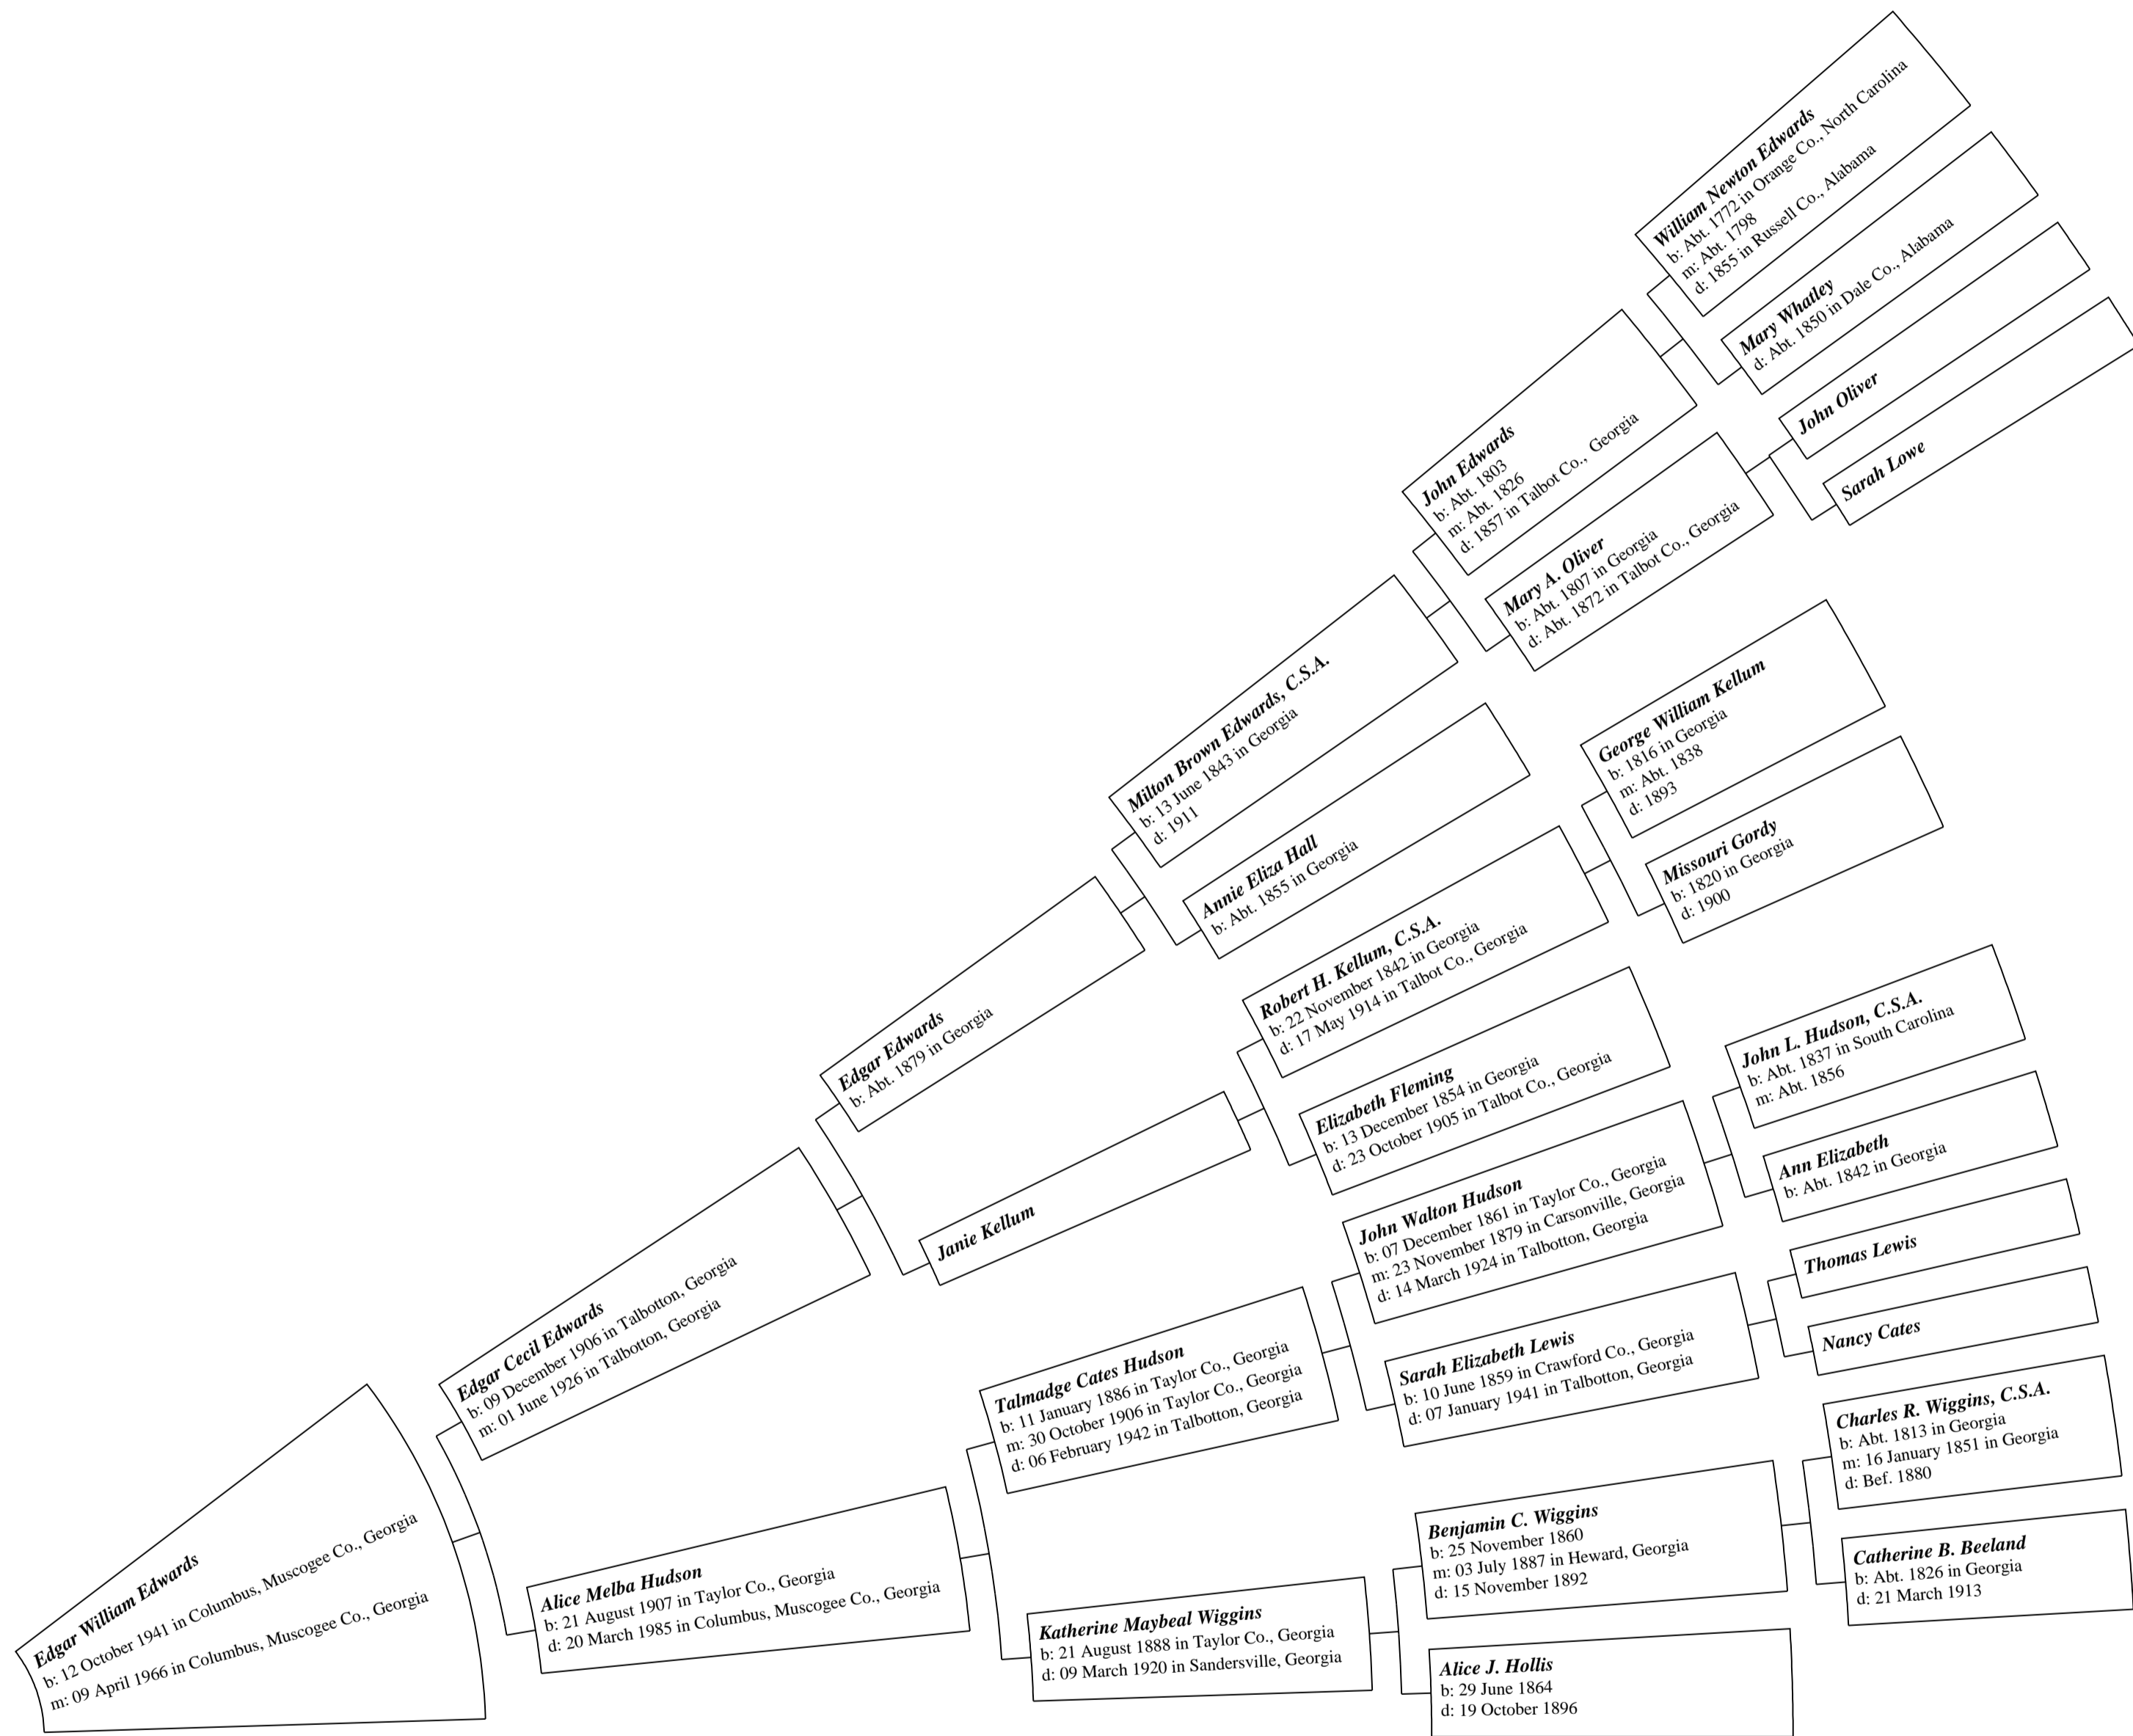 William Newton Edwards
b: Abt. 1772 in Orange Co., North Carolina
m: Abt. 1798
d: 1855 in Russell Co., Alabama
Mary Whatley
d: Abt. 1850 in Dale Co., Alabama
John Oliver
Sarah Lowe
John Edwards
b: Abt. 1803
m: Abt. 1826
d: 1857 in Talbot Co., Georgia
Mary A. Oliver
b: Abt. 1807 in Georgia
d: Abt. 1872 in Talbot Co., Georgia
George William Kellum
b: 1816 in Georgia
m: Abt. 1838
d: 1893
Missouri Gordy
b: 1820 in Georgia
d: 1900
Milton Brown Edwards, C.S.A.
b: 13 June 1843 in Georgia
d: 1911
Annie Eliza Hall
b: Abt. 1855 in Georgia
Robert H. Kellum, C.S.A.
b: 22 November 1842 in Georgia
d: 17 May 1914 in Talbot Co., Georgia
Elizabeth Fleming
b: 13 December 1854 in Georgia
d: 23 October 1905 in Talbot Co., Georgia
John L. Hudson, C.S.A.
b: Abt. 1837 in South Carolina
m: Abt. 1856
Ann Elizabeth
b: Abt. 1842 in Georgia
Thomas Lewis
Nancy Cates
Edgar Edwards
b: Abt. 1879 in Georgia
Janie Kellum
John Walton Hudson
b: 07 December 1861 in Taylor Co., Georgia
m: 23 November 1879 in Carsonville, Georgia
d: 14 March 1924 in Talbotton, Georgia
Sarah Elizabeth Lewis
b: 10 June 1859 in Crawford Co., Georgia
d: 07 January 1941 in Talbotton, Georgia
Charles R. Wiggins, C.S.A.
b: Abt. 1813 in Georgia
m: 16 January 1851 in Georgia
d: Bef. 1880
Catherine B. Beeland
b: Abt. 1826 in Georgia
d: 21 March 1913
Edgar Cecil Edwards
b: 09 December 1906 in Talbotton, Georgia
m: 01 June 1926 in Talbotton, Georgia
Talmadge Cates Hudson
b: 11 January 1886 in Taylor Co., Georgia
m: 30 October 1906 in Taylor Co., Georgia
d: 06 February 1942 in Talbotton, Georgia
Benjamin C. Wiggins
b: 25 November 1860
m: 03 July 1887 in Heward, Georgia
d: 15 November 1892
Alice J. Hollis
b: 29 June 1864
d: 19 October 1896
Edgar William Edwards
b: 12 October 1941 in Columbus, Muscogee Co., Georgia
m: 09 April 1966 in Columbus, Muscogee Co., Georgia
Alice Melba Hudson
b: 21 August 1907 in Taylor Co., Georgia
d: 20 March 1985 in Columbus, Muscogee Co., Georgia
Katherine Maybeal Wiggins
b: 21 August 1888 in Taylor Co., Georgia
d: 09 March 1920 in Sandersville, Georgia